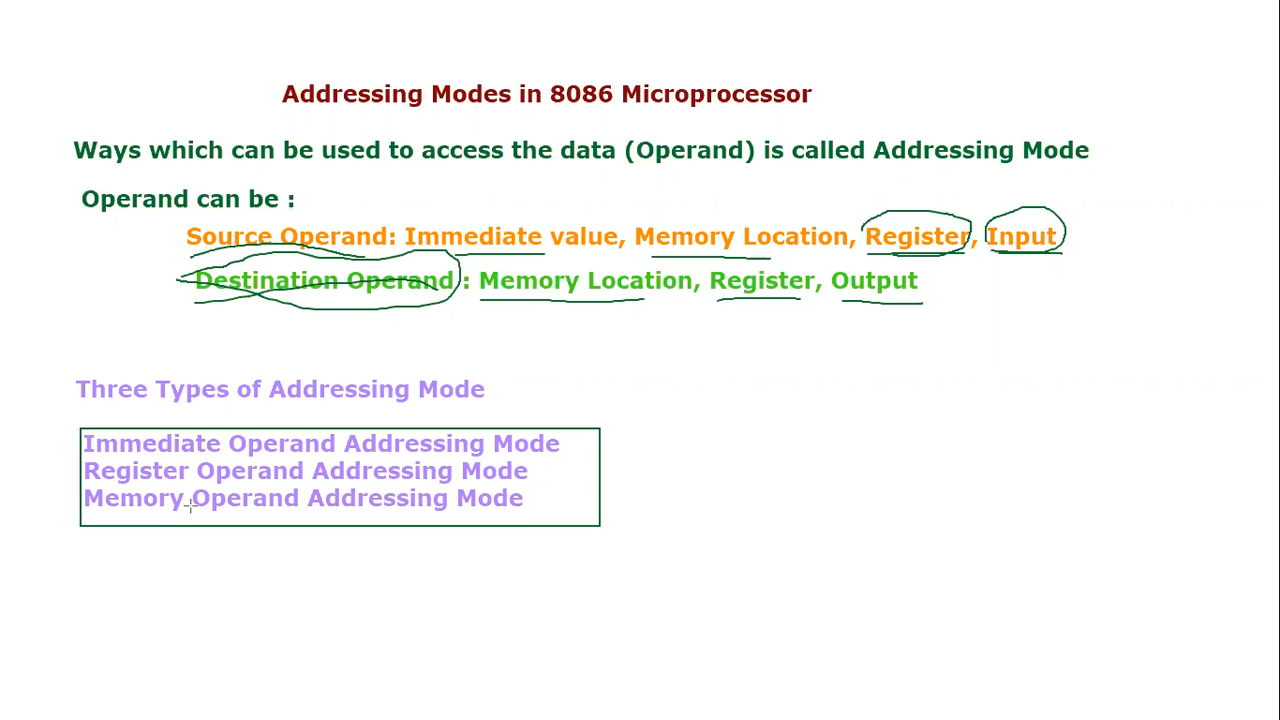 Addressing Modes in 8086 Microprocessor
Ways which can be used to access the data (Operand) is called Addressing Mode
Operand can be :
Source Operand: Immediate value, Memory Location, Register, Input
Destination Operand : Memory Location, Register, Output
Three Types of Addressing Mode
Immediate Operand Addressing Mode
Register Operand Addressing Mode
Memory Operand Addressing Mode